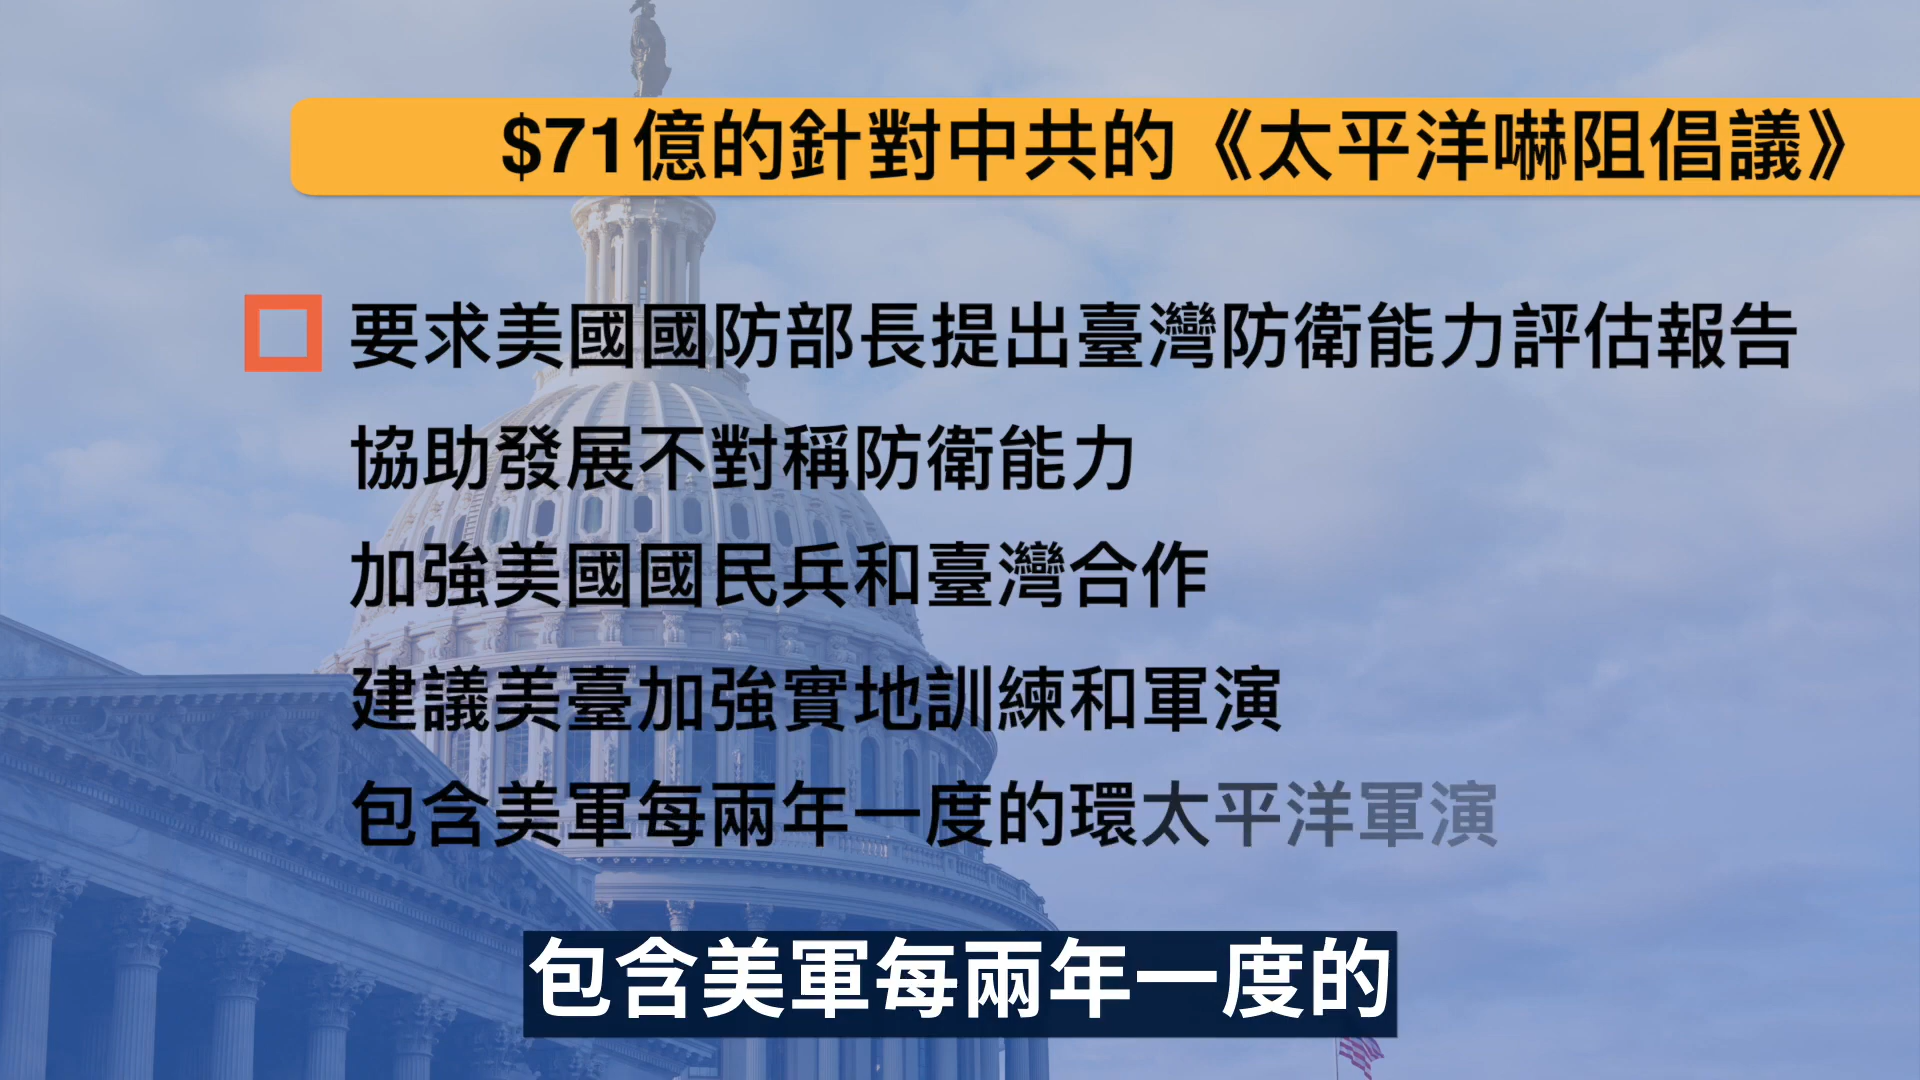 $71億的針對中共的《太平洋嚇阻倡議》
要求美國國防部長提出臺灣防衛能力評估報告
協助發展不對稱防衛能力
加強美國國民兵和臺灣合作
建議美臺加強實地訓練和軍演
包含美軍每兩年一度的環太平洋軍演
包含美軍每兩年一度的